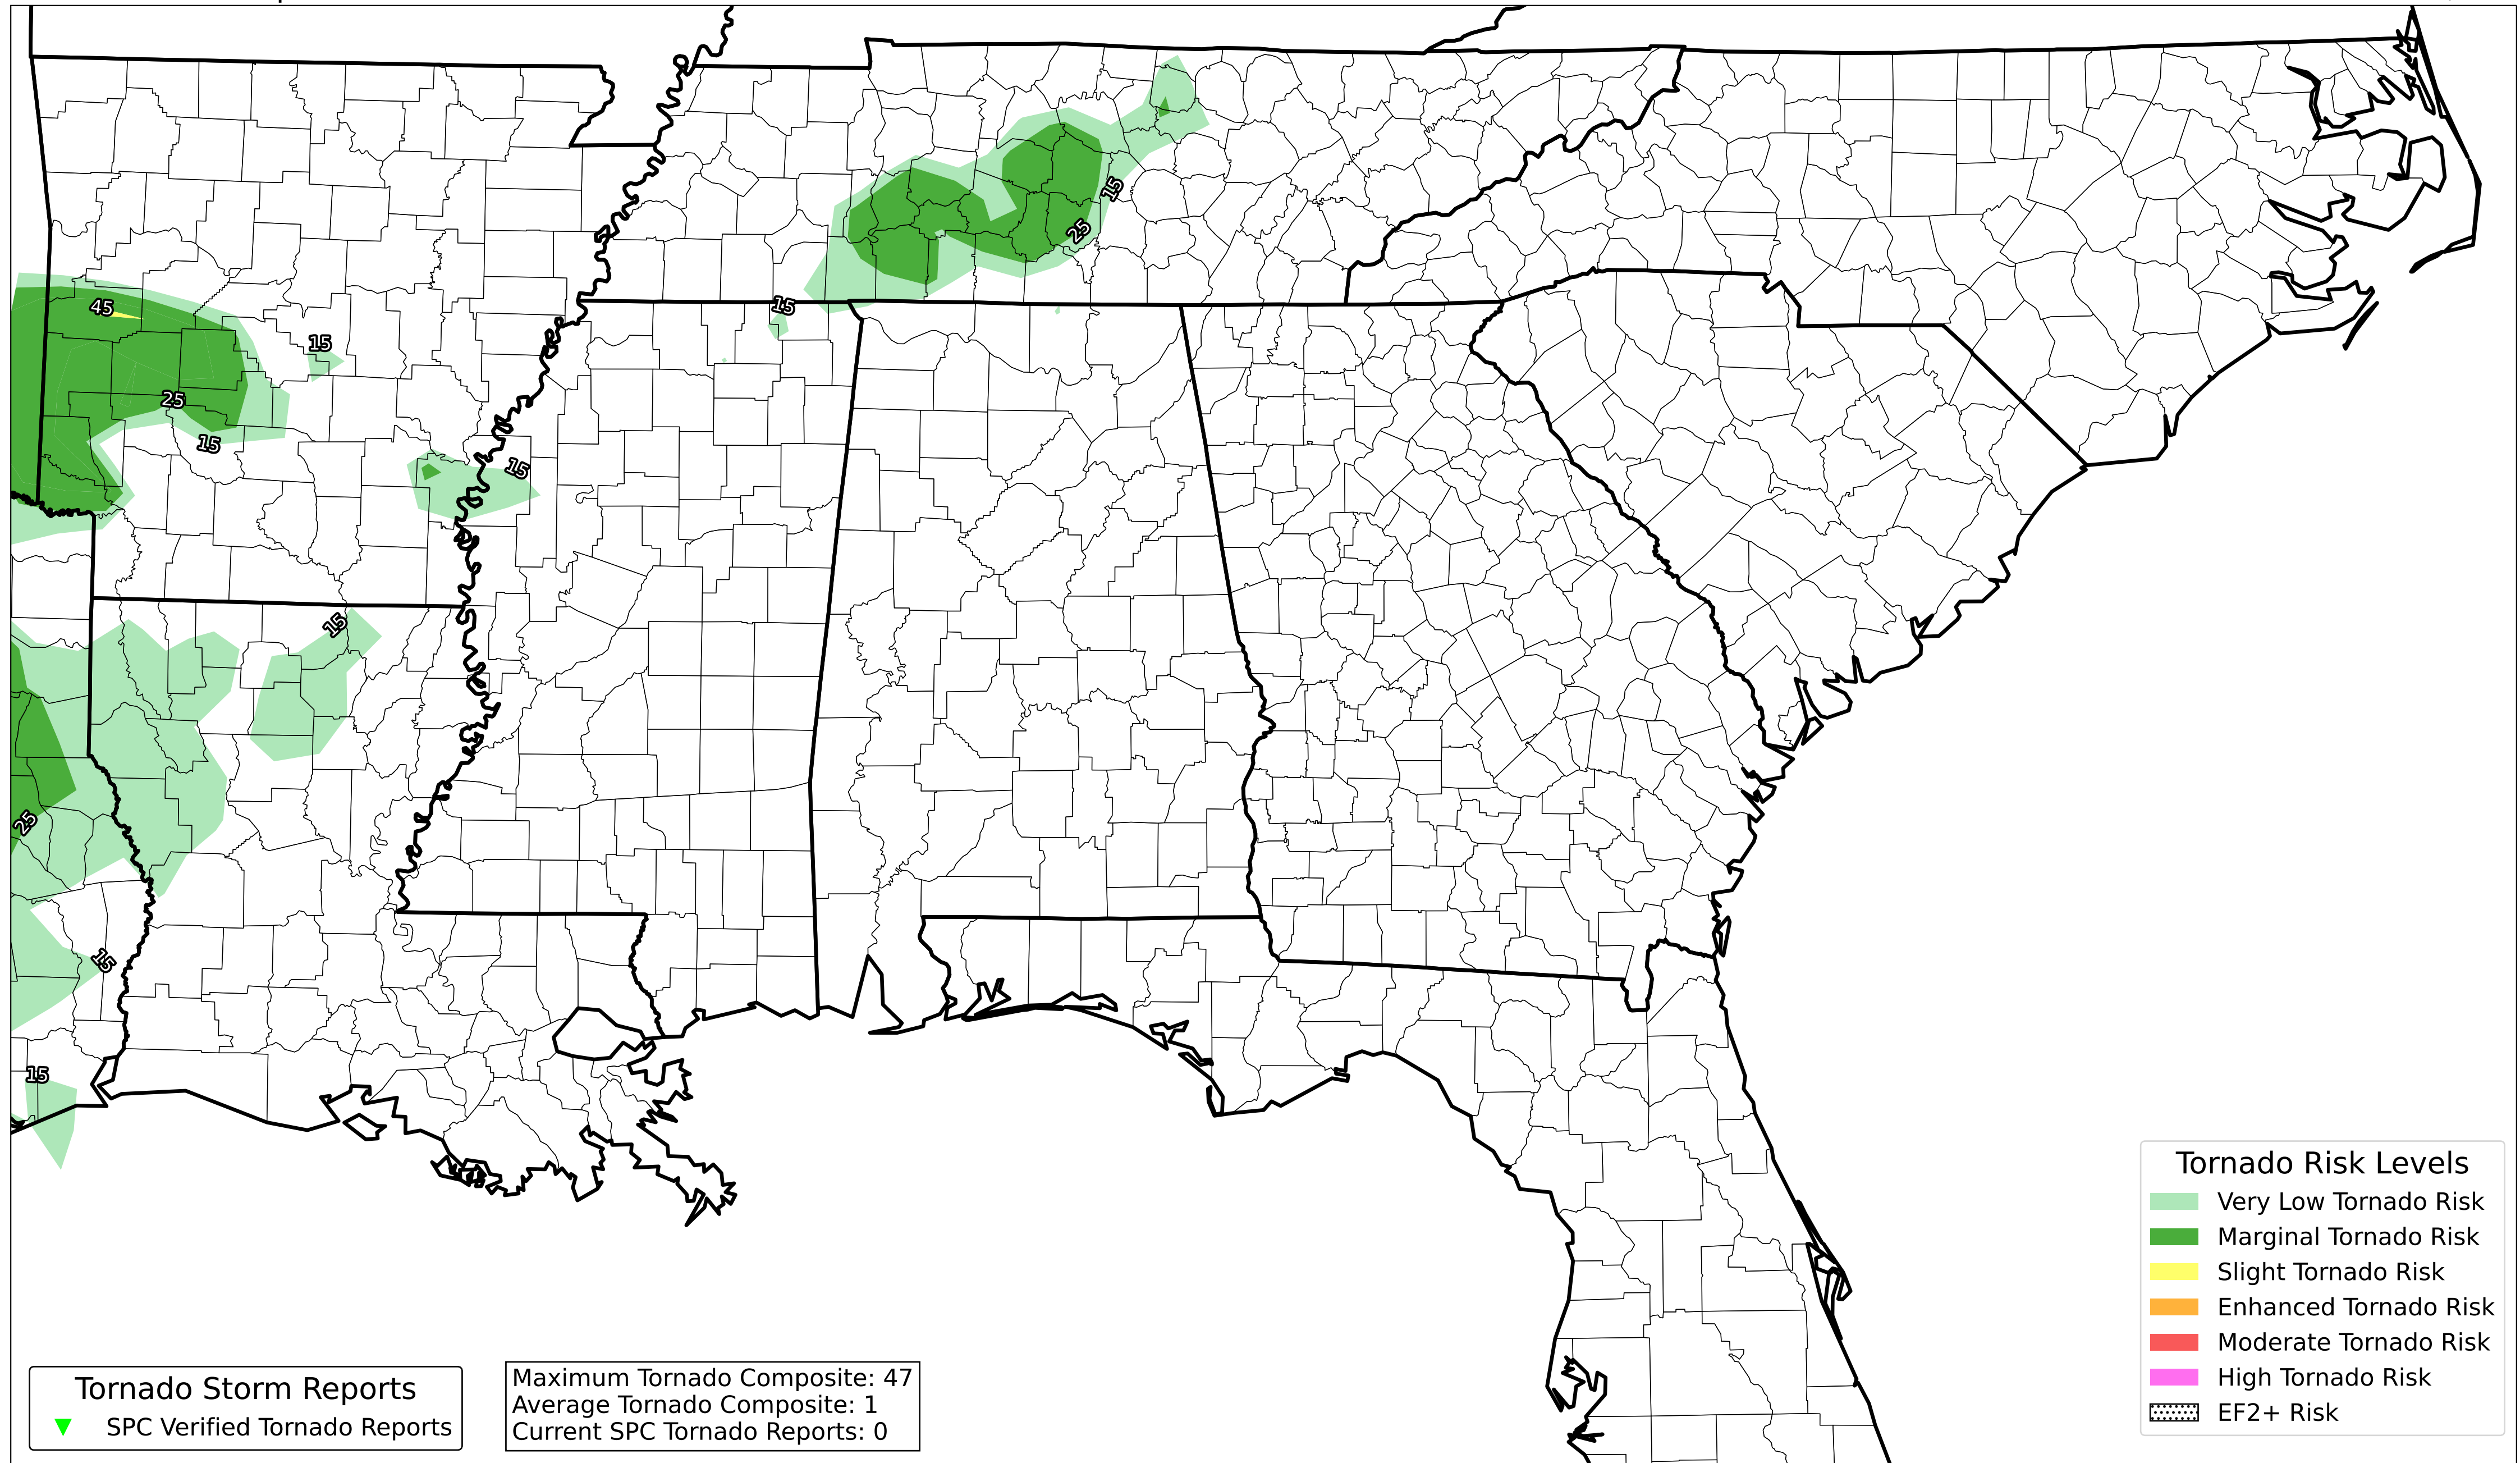 15
25
15
45
15
25
15
15
15
15
25
15
15
Tornado Risk Levels
Very Low Tornado Risk
Marginal Tornado Risk
Slight Tornado Risk
Enhanced Tornado Risk
Moderate Tornado Risk
High Tornado Risk
EF2+ Risk
Tornado Storm Reports
SPC Verified Tornado Reports
Maximum Tornado Composite: 47
Average Tornado Composite: 1
Current SPC Tornado Reports: 0